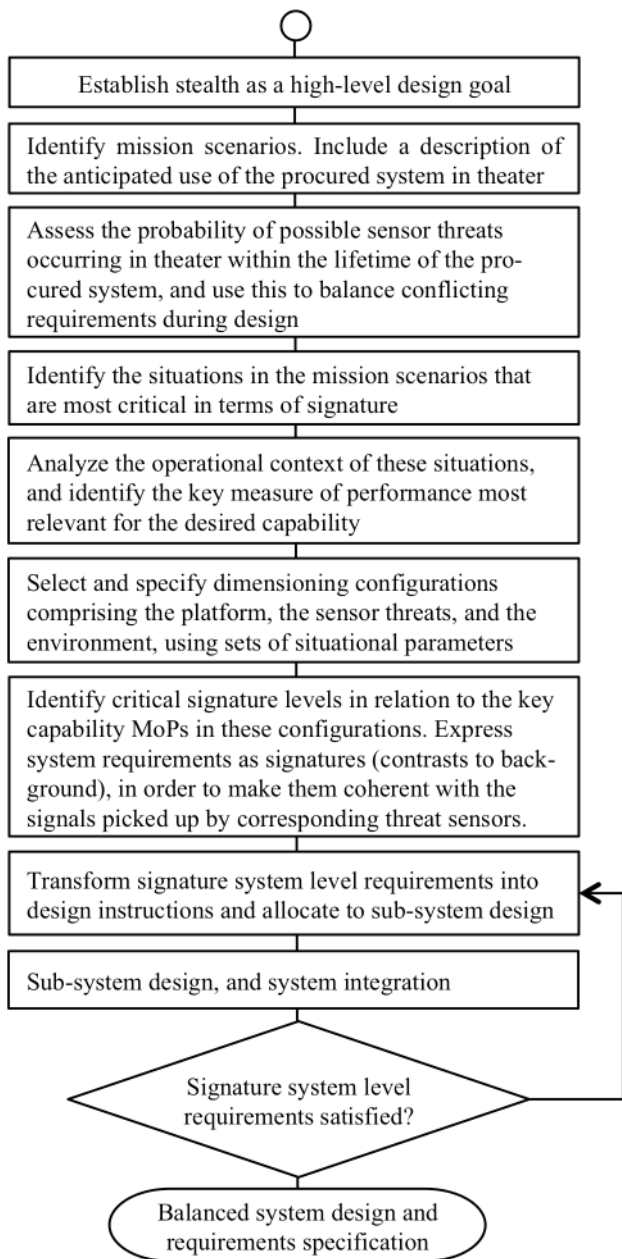 Establish stealth as a high-level design goal
Identify mission scenarios. Include a description of
the anticipated use of the procured system in theater
Assess the probability of possible sensor threats
occurring in theater within the lifetime of the pro-
cured system, and use this to balance conflicting
requirements during design
Identify the situations in the mission scenarios that
are most critical in terms of signature
Analyze the operational context of these situations,
and identify the key measure of performance most
relevant for the desired capability
Select and specify dimensioning configurations
comprising the platform, the sensor threats, and the
environment, using sets of situational parameters
Identify critical signature levels in relation to the key
capability MoPs in these configurations. Express
system requirements as signatures (contrasts to back-
ground), in order to make them coherent with the
signals picked up by corresponding threat sensors.
Transform signature system level requirements into
design instructions and allocate to sub-system design
Sub-system design, and system integration
Signature system level
requirements satisfied?
Balanced system design and
requirements specification